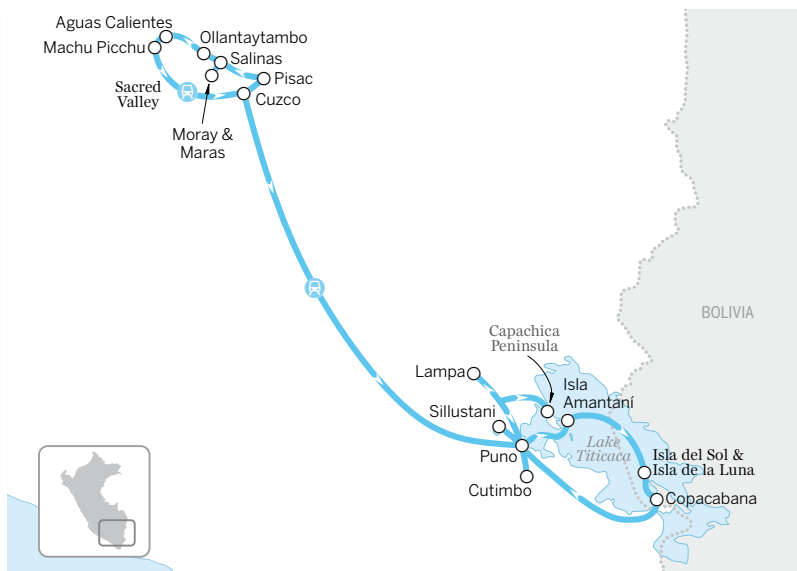 Aguas Calientes
Ollantaytambo
Machu Picchu
Salinas
Pisac
Sacred
Valley
Cuzco
Moray &
Maras
BOLIVIA
Capachica
Peninsula
Lampa
Isla
Amantaní
Sillustani
Lake
Titicaca
Puno
Isla del Sol &
Isla de la Luna
Cutimbo
Copacabana